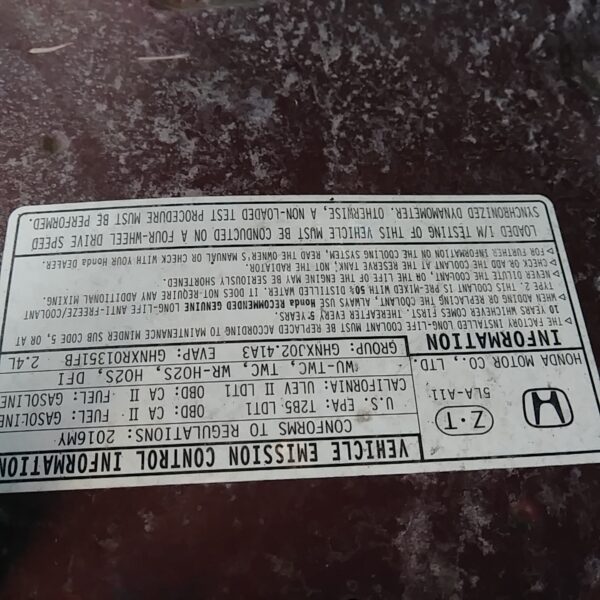 VEHICLE EMISSION CONTROL INFORMATION
CONFORMS TO REGULATIONS: 2016MY
U.S. EPA: T2B5 LDT1 OBD: CA II FUEL: GASOLINE
CALIFORNIA: ULEV II LDT1 OBD: CA II FUEL: GASOLINE
WU-TWC, TWC, WR-HO2S, HO2S, DFI
GROUP: GHNXJ02.41A3 EVAP: GHNXR0135IFB 2.4L
Z·T
5LA-A11
HONDA MOTOR CO., LTD.
INFORMATION
▷ THE FACTORY INSTALLED LONG-LIFE COOLANT MUST BE REPLACED ACCORDING TO MAINTENANCE MINDER SUB CODE 5, OR AT
10 YEARS WHICHEVER COMES FIRST. THEREAFTER EVERY 5 YEARS.
▷ WHEN ADDING OR REPLACING THE COOLANT, ALWAYS USE Honda RECOMMENDED GENUINE LONG-LIFE ANTI-FREEZE/COOLANT
TYPE 2. THIS COOLANT IS PRE-MIXED WITH 50% DISTILLED WATER. IT DOES NOT REQUIRE ANY ADDITIONAL MIXING.
▷ NEVER DILUTE THE COOLANT, OR THE LIFE OF THE ENGINE MAY BE SERIOUSLY SHORTENED.
▷ CHECK OR ADD COOLANT AT THE RESERVE TANK, NOT THE RADIATOR.
▷ FOR FURTHER INFORMATION ON THE COOLING SYSTEM, READ THE OWNER'S MANUAL OR CHECK WITH YOUR Honda DEALER.
LOADED I/M TESTING OF THIS VEHICLE MUST BE CONDUCTED ON A FOUR-WHEEL DRIVE SPEED
SYNCHRONIZED DYNAMOMETER. OTHERWISE, A NON-LOADED TEST PROCEDURE MUST BE PERFORMED.